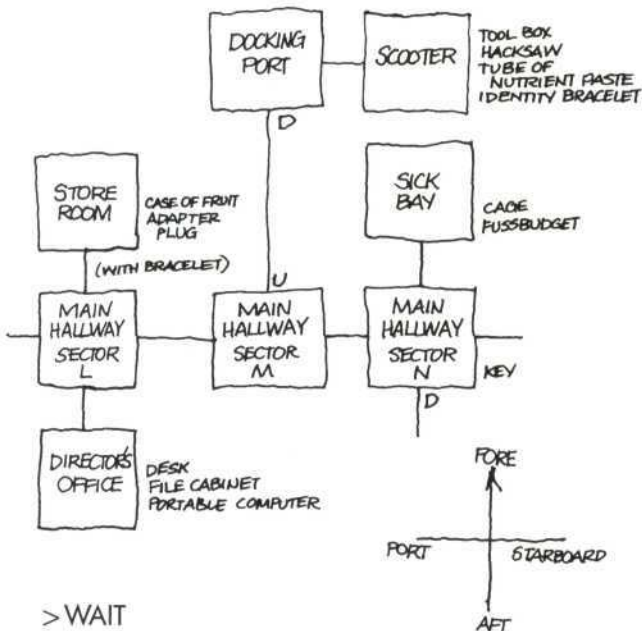 DOCKING
PORT
SCOOTER
TOOL BOX
HACKSAW
TUBE OF
NUTRIENT PASTE
IDENTITY BRACELET
D
STORE
ROOM
CASE OF FRUIT
ADAPTER
PLUG
SICK
BAY
CAGE
FUSSBUDGET
(WITH BRACELET)
U
MAIN
HALLWAY
SECTOR
L
MAIN
HALLWAY
SECTOR
M
MAIN
HALLWAY
SECTOR
N
KEY
D
DIRECTOR'S
OFFICE
DESK
FILE CABINET
PORTABLE COMPUTER
FORE
PORT
STARBOARD
AFT
>WAIT